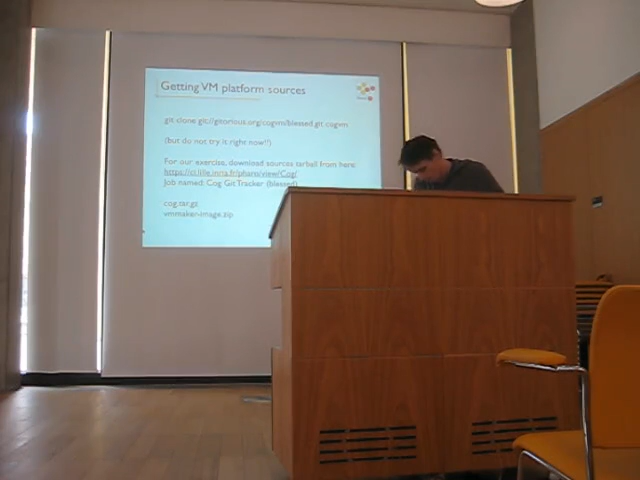 Getting VM platform sources
git clone git://gitorious.org/cogvm/blessed.git cogvm
(but do not try it right now!!)
For our exercise, download sources tarball from here:
https://ci.lille.inria.fr/pharo/view/Cog/
Job named: Cog Git Tracker (blessed)
cog.tar.gz
vmmaker-image.zip